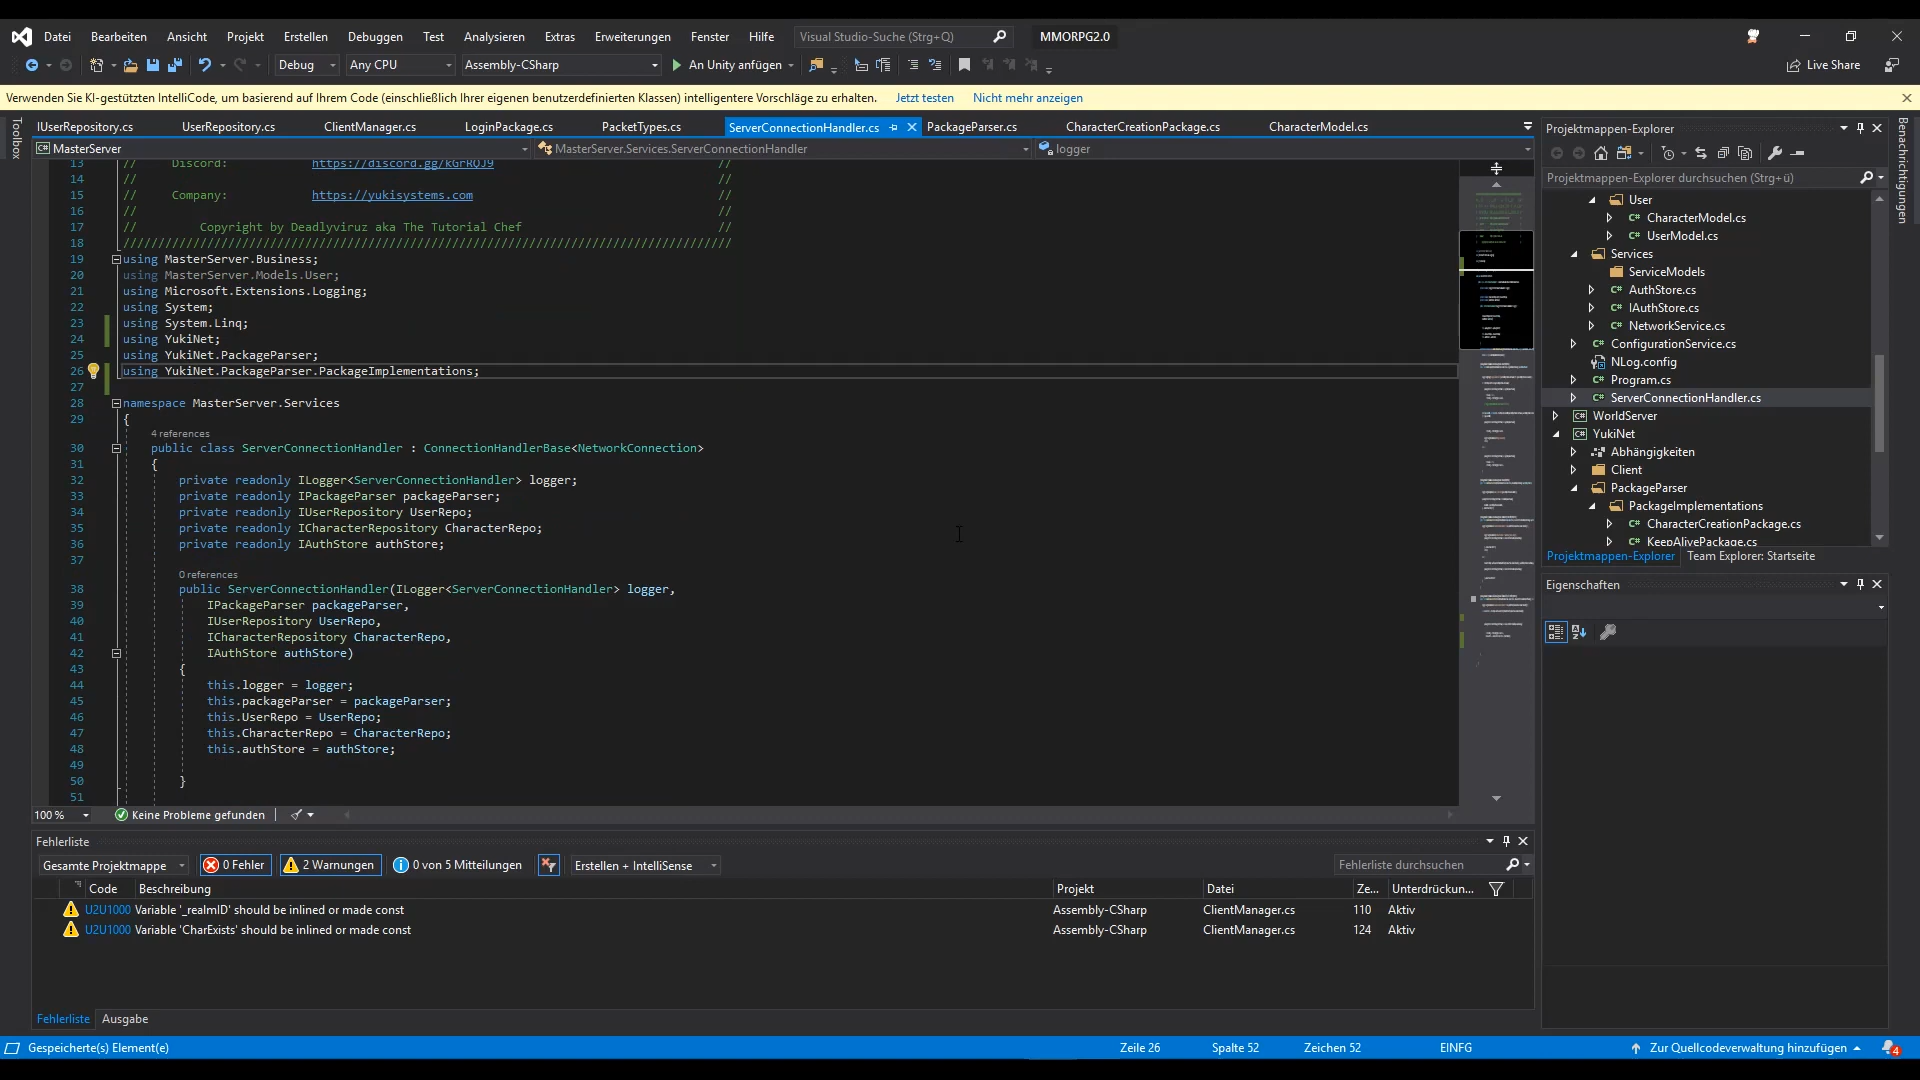 Datei Bearbeiten Ansicht Projekt Erstellen Debuggen Test Analysieren Extras Erweiterungen Fenster Hilfe Visual Studio-Suche (Strg+Q) MMORPG2.0
Debug Any CPU Assembly-CSharp An Unity anfügen Live Share
Verwenden Sie KI-gestützten IntelliCode, um basierend auf Ihrem Code (einschließlich Ihrer eigenen benutzerdefinierten Klassen) intelligentere Vorschläge zu erhalten. Jetzt testen Nicht mehr anzeigen
Toolbox
IUserRepository.cs UserRepository.cs ClientManager.cs LoginPackage.cs PacketTypes.cs ServerConnectionHandler.cs PackageParser.cs CharacterCreationPackage.cs CharacterModel.cs
MasterServer MasterServer.Services.ServerConnectionHandler logger
13 // Discord: https://discord.gg/kGrRQJ9 //
14 // //
15 // Company: https://yukisystems.com //
16 // //
17 // Copyright by Deadlyviruz aka The Tutorial Chef //
18 ///////////////////////////////////////////////////////////////////////////////////////
19 using MasterServer.Business;
20 using MasterServer.Models.User;
21 using Microsoft.Extensions.Logging;
22 using System;
23 using System.Linq;
24 using YukiNet;
25 using YukiNet.PackageParser;
26 using YukiNet.PackageParser.PackageImplementations;
27
28 namespace MasterServer.Services
29 {
4 references
30 public class ServerConnectionHandler : ConnectionHandlerBase<NetworkConnection>
31 {
32 private readonly ILogger<ServerConnectionHandler> logger;
33 private readonly IPackageParser packageParser;
34 private readonly IUserRepository UserRepo;
35 private readonly ICharacterRepository CharacterRepo;
36 private readonly IAuthStore authStore;
37
0 references
38 public ServerConnectionHandler(ILogger<ServerConnectionHandler> logger,
39 IPackageParser packageParser,
40 IUserRepository UserRepo,
41 ICharacterRepository CharacterRepo,
42 IAuthStore authStore)
43 {
44 this.logger = logger;
45 this.packageParser = packageParser;
46 this.UserRepo = UserRepo;
47 this.CharacterRepo = CharacterRepo;
48 this.authStore = authStore;
49
50 }
51
100 % Keine Probleme gefunden
Projektmappen-Explorer
Projektmappen-Explorer durchsuchen (Strg+ü)
User
CharacterModel.cs
UserModel.cs
Services
ServiceModels
AuthStore.cs
IAuthStore.cs
NetworkService.cs
ConfigurationService.cs
NLog.config
Program.cs
ServerConnectionHandler.cs
WorldServer
YukiNet
Abhängigkeiten
Client
PackageParser
PackageImplementations
CharacterCreationPackage.cs
KeepAlivePackage.cs
Projektmappen-Explorer Team Explorer: Startseite
Eigenschaften
Benachrichtigungen
Fehlerliste
Gesamte Projektmappe 0 Fehler 2 Warnungen 0 von 5 Mitteilungen Erstellen + IntelliSense Fehlerliste durchsuchen
Code Beschreibung Projekt Datei Ze... Unterdrückun...
U2U1000 Variable '_realmID' should be inlined or made const Assembly-CSharp ClientManager.cs 110 Aktiv
U2U1000 Variable 'CharExists' should be inlined or made const Assembly-CSharp ClientManager.cs 124 Aktiv
Fehlerliste Ausgabe
Gespeicherte(s) Element(e) Zeile 26 Spalte 52 Zeichen 52 EINFG Zur Quellcodeverwaltung hinzufügen 4